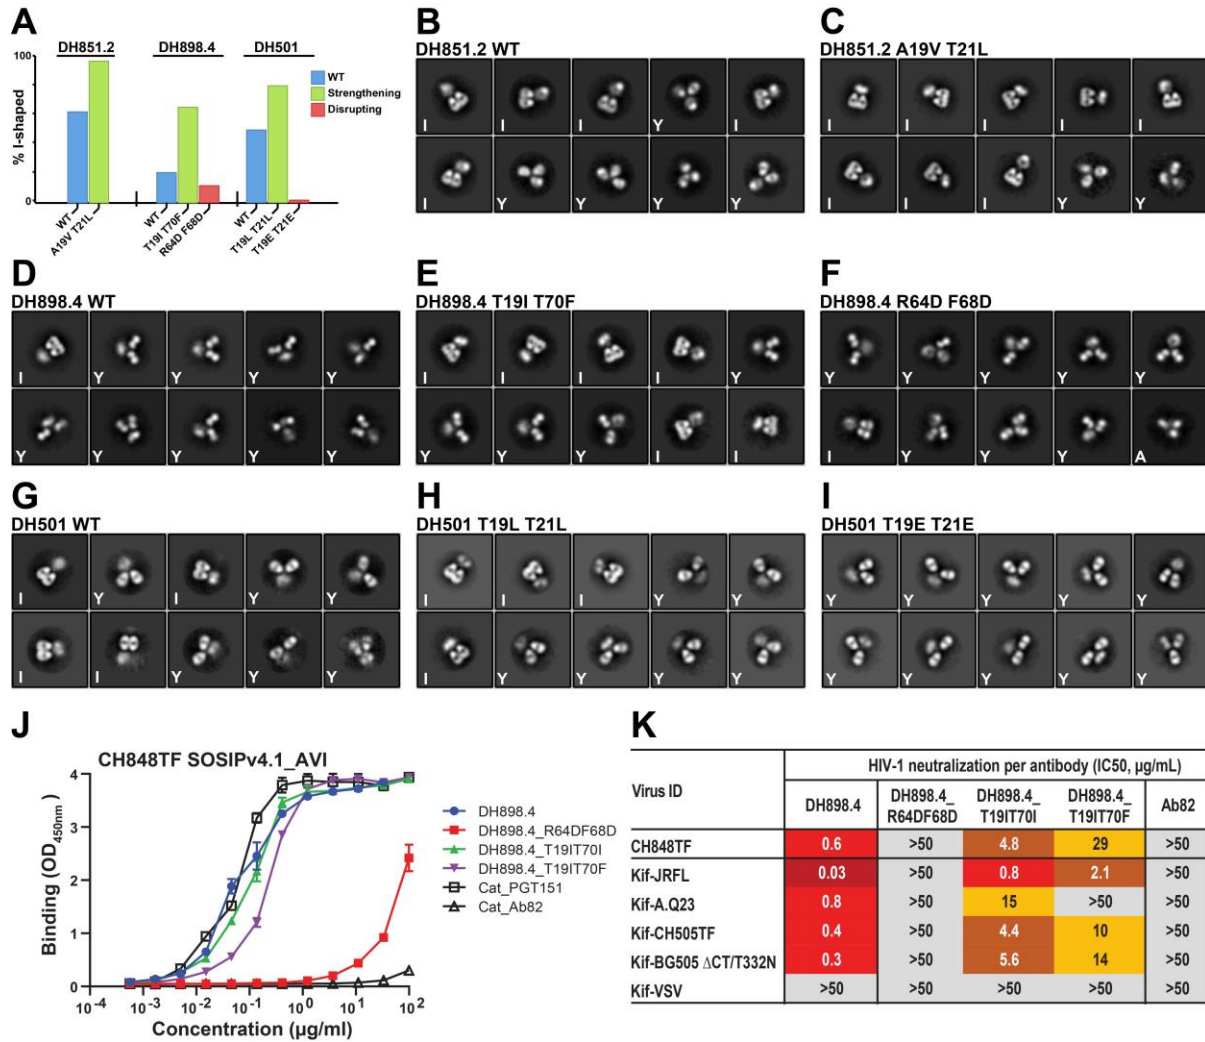 A
DH851.2 DH898.4 DH501
100
0
% I-shaped
WT
Strengthening
Disrupting
WT
A19V T21L
WT
T19I T70F
R64D F68D
WT
T19L T21L
T19E T21E
B
DH851.2 WT
I I I Y I
I Y Y Y Y
C
DH851.2 A19V T21L
I I I I I
I I I Y Y
D
DH898.4 WT
I Y Y Y Y
Y Y Y Y Y
E
DH898.4 T19I T70F
I I I I Y
Y Y Y I I
F
DH898.4 R64D F68D
Y Y Y Y Y
I Y Y Y A
G
DH501 WT
I Y I Y Y
I I Y Y Y
H
DH501 T19L T21L
I I I Y Y
I Y Y Y Y
I
DH501 T19E T21E
Y Y Y Y Y
Y Y Y Y Y
J
CH848TF SOSIPv4.1_AVI
Binding (OD450nm)
4
3
2
1
0
10-4 10-3 10-2 10-1 100 101 102
Concentration (µg/ml)
DH898.4
DH898.4_R64DF68D
DH898.4_T19IT70I
DH898.4_T19IT70F
Cat_PGT151
Cat_Ab82
K
HIV-1 neutralization per antibody (IC50, µg/mL)
Virus ID DH898.4 DH898.4_R64DF68D DH898.4_T19IT70I DH898.4_T19IT70F Ab82
CH848TF 0.6 >50 4.8 29 >50
Kif-JRFL 0.03 >50 0.8 2.1 >50
Kif-A.Q23 0.8 >50 15 >50 >50
Kif-CH505TF 0.4 >50 4.4 10 >50
Kif-BG505 ΔCT/T332N 0.3 >50 5.6 14 >50
Kif-VSV >50 >50 >50 >50 >50